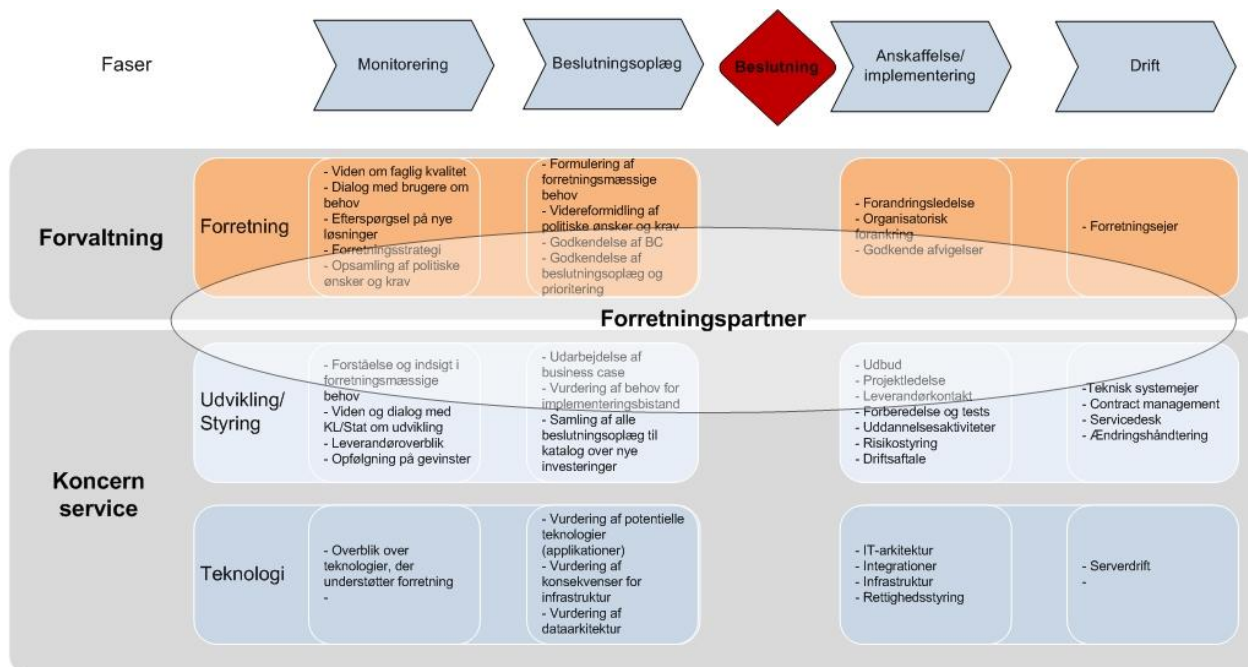 Faser
Monitorering
Beslutningsoplæg
Beslutning
Anskaffelse/
implementering
Drift
Forvaltning
Forretning
- Viden om faglig kvalitet
- Dialog med brugere om
behov
- Efterspørgsel på nye
løsninger
- Forretningsstrategi
- Opsamling af politiske
ønsker og krav
- Formulering af
forretningsmæssige
behov
- Videreformidling af
politiske ønsker og krav
- Godkendelse af BC
- Godkendelse af
beslutningsoplæg og
prioritering
- Forandringsledelse
- Organisatorisk
forankring
- Godkende afvigelser
- Forretningsejer
Forretningspartner
Koncern
service
Udvikling/
Styring
- Forståelse og indsigt i
forretningsmæssige
behov
- Viden og dialog med
KL/Stat om udvikling
- Leverandøroverblik
- Opfølgning på gevinster
- Udarbejdelse af
business case
- Vurdering af behov for
implementeringsbistand
- Samling af alle
beslutningsoplæg til
katalog over nye
investeringer
- Udbud
- Projektledelse
- Leverandørkontakt
- Forberedelse og tests
- Uddannelsesaktiviteter
- Risikostyring
- Driftsaftale
-Teknisk systemejer
- Contract management
- Servicedesk
- Ændringshåndtering
Teknologi
- Overblik over
teknologier, der
understøtter forretning
-
- Vurdering af potentielle
teknologier
(applikationer)
- Vurdering af
konsekvenser for
infrastruktur
- Vurdering af
dataarkitektur
- IT-arkitektur
- Integrationer
- Infrastruktur
- Rettighedsstyring
- Serverdrift
-